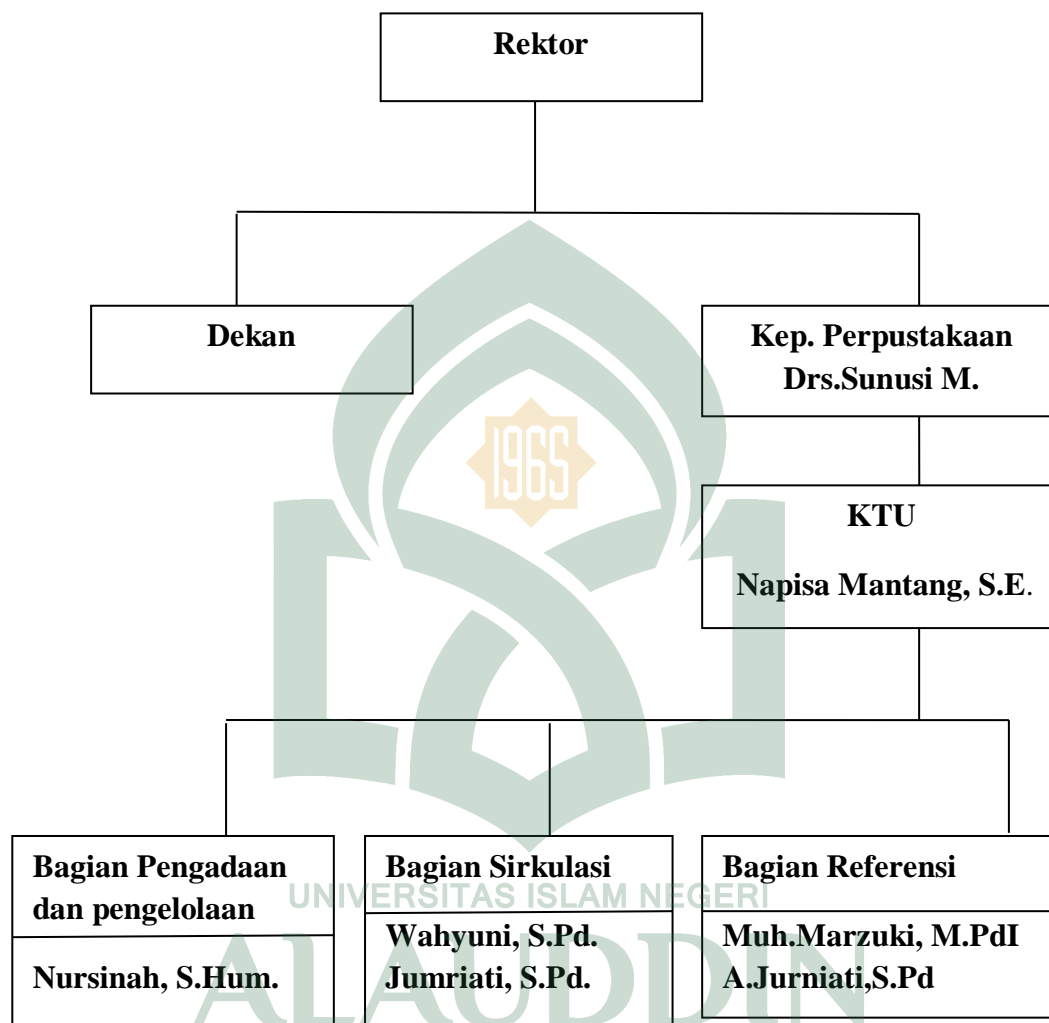 Rektor
Dekan
Kep. Perpustakaan
Drs.Sunusi M.
1965
KTU
Napisa Mantang, S.E.
Bagian Pengadaan
dan pengelolaan
Nursinah, S.Hum.
Bagian Sirkulasi
Wahyuni, S.Pd.
Jumriati, S.Pd.
Bagian Referensi
Muh.Marzuki, M.PdI
A.Jurniati,S.Pd
UNIVERSITAS ISLAM NEGERI
ALAUDDIN